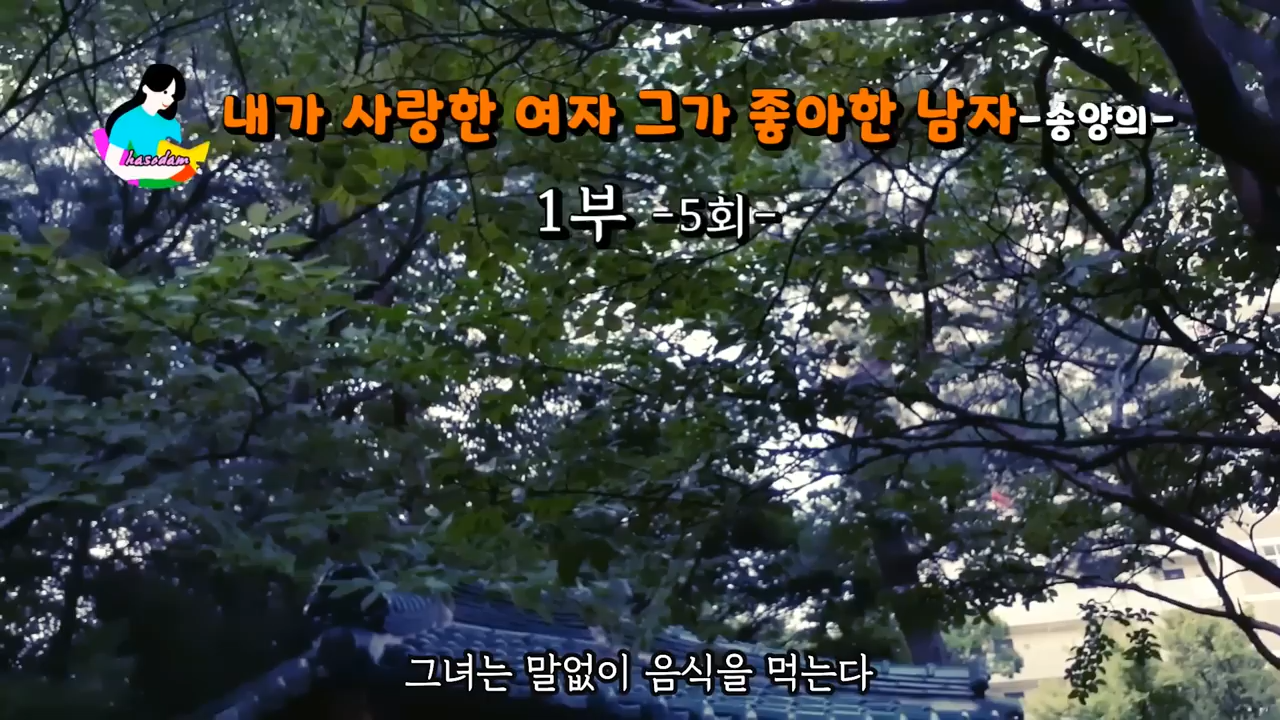 내가 사랑한 여자 그가 좋아한 남자-송양의-
hasodam
1부 -5회-
그녀는 말없이 음식을 먹는다